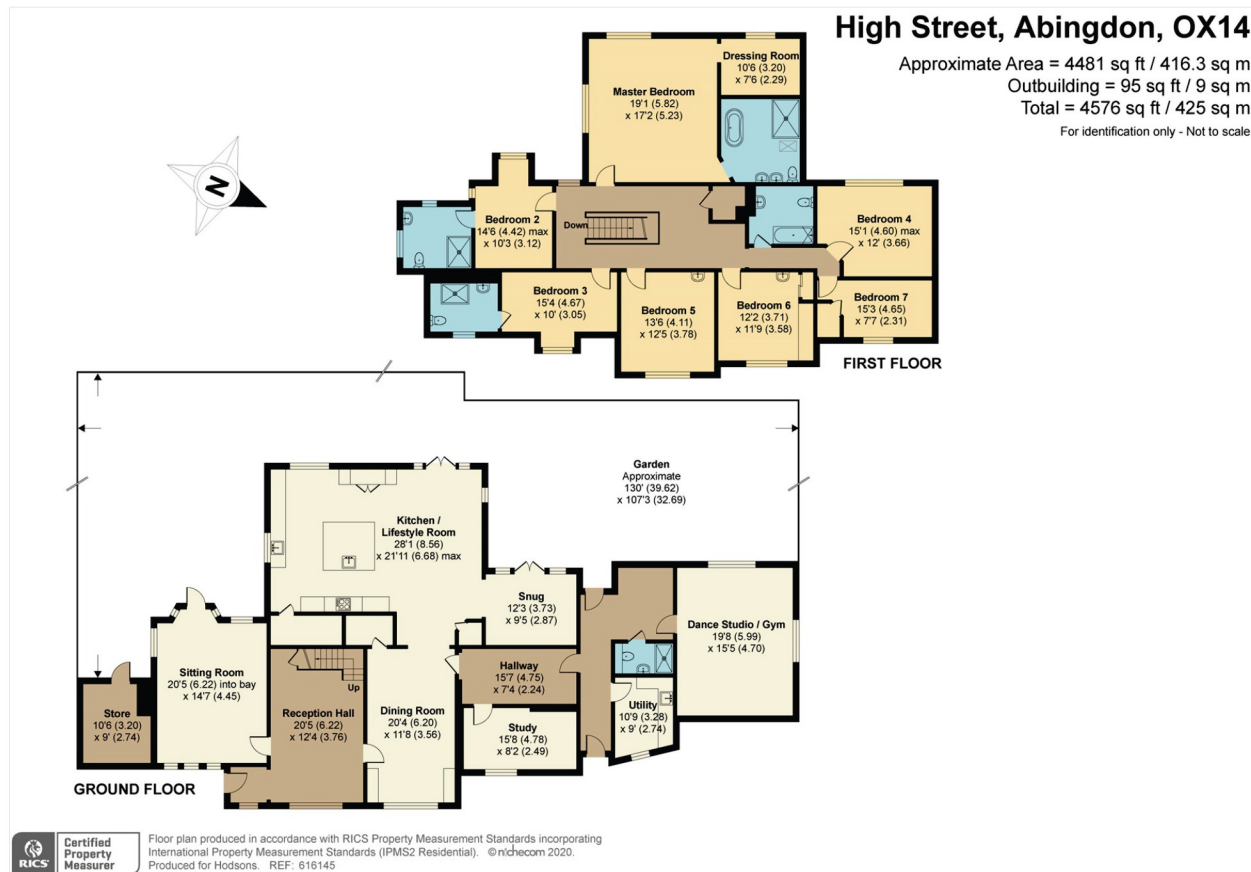 High Street, Abingdon, OX14
Approximate Area = 4481 sq ft / 416.3 sq m
Outbuilding = 95 sq ft / 9 sq m
Total = 4576 sq ft / 425 sq m
For identification only - Not to scale
N
Master Bedroom
19'1 (5.82)
x 17'2 (5.23)
Dressing Room
10'6 (3.20)
x 7'6 (2.29)
Bedroom 2
14'6 (4.42) max
x 10'3 (3.12)
Down
Bedroom 4
15'1 (4.60) max
x 12' (3.66)
Bedroom 3
15'4 (4.67)
x 10' (3.05)
Bedroom 5
13'6 (4.11)
x 12'5 (3.78)
Bedroom 6
12'2 (3.71)
x 11'9 (3.58)
Bedroom 7
15'3 (4.65)
x 7'7 (2.31)
FIRST FLOOR
Garden
Approximate
130' (39.62)
x 107'3 (32.69)
Kitchen /
Lifestyle Room
28'1 (8.56)
x 21'11 (6.68) max
Snug
12'3 (3.73)
x 9'5 (2.87)
Dance Studio / Gym
19'8 (5.99)
x 15'5 (4.70)
Sitting Room
20'5 (6.22) into bay
x 14'7 (4.45)
Hallway
15'7 (4.75)
x 7'4 (2.24)
Up
Store
10'6 (3.20)
x 9' (2.74)
Reception Hall
20'5 (6.22)
x 12'4 (3.76)
Dining Room
20'4 (6.20)
x 11'8 (3.56)
Study
15'8 (4.78)
x 8'2 (2.49)
Utility
10'9 (3.28)
x 9' (2.74)
GROUND FLOOR
RICS
Certified
Property
Measurer
Floor plan produced in accordance with RICS Property Measurement Standards incorporating
International Property Measurement Standards (IPMS2 Residential). © nichecom 2020.
Produced for Hodsons. REF: 616145